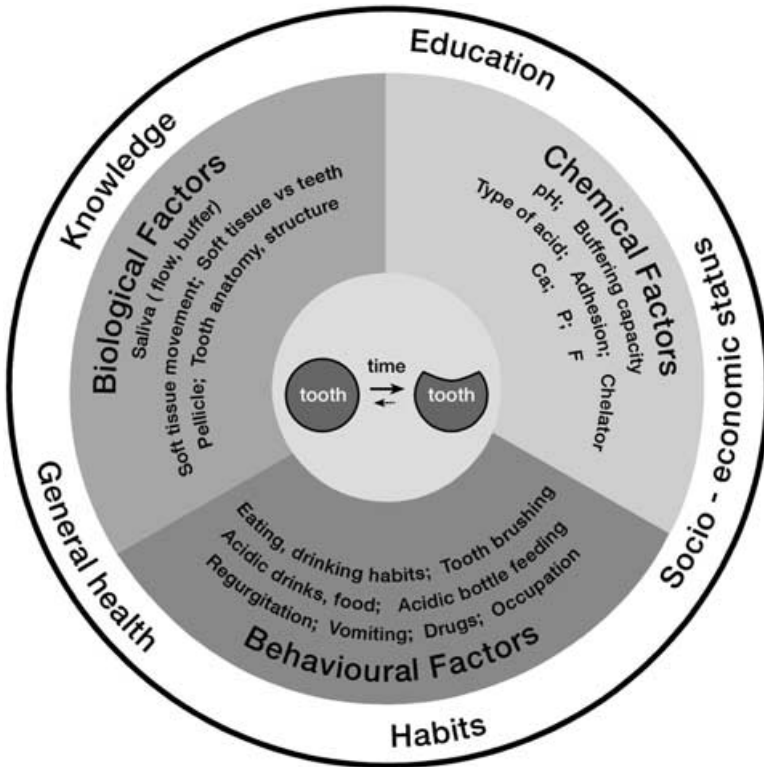 Education
Knowledge
Socio - economic status
General health
Habits
Biological Factors
Saliva ( flow, buffer)
Soft tissue movement; Soft tissue vs teeth
Pellicle; Tooth anatomy, structure
Chemical Factors
pH; Buffering capacity
Type of acid; Adhesion; Chelator
Ca; P; F
time
tooth
tooth
Eating, drinking habits; Tooth brushing
Acidic drinks, food; Acidic bottle feeding
Regurgitation; Vomiting; Drugs; Occupation
Behavioural Factors